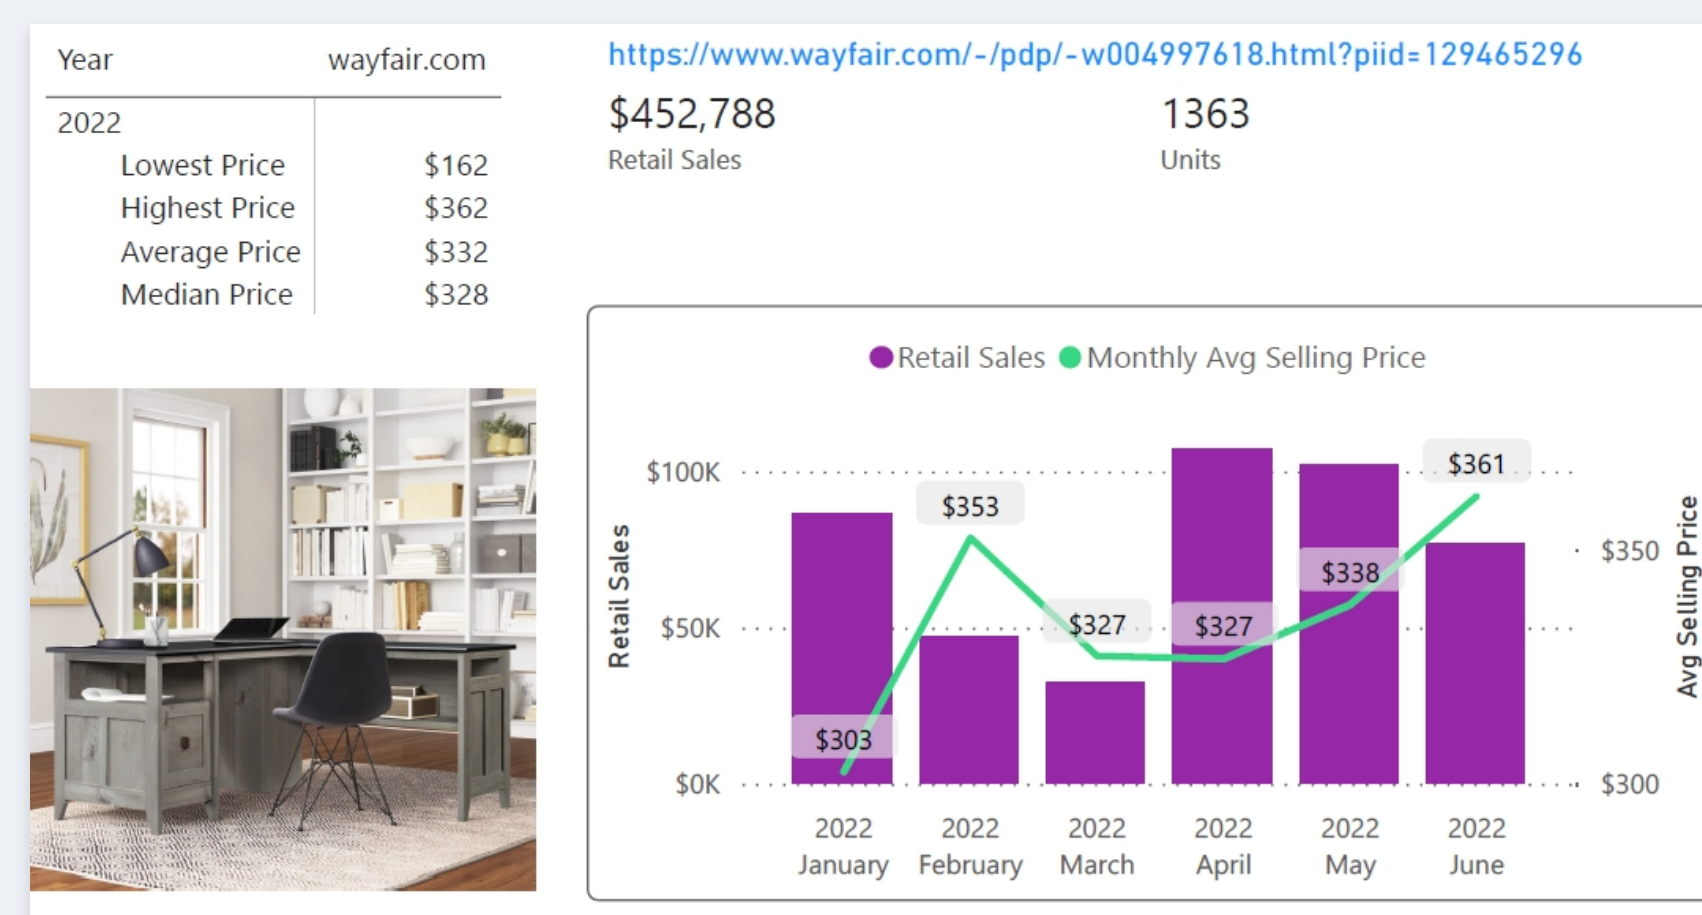 Year wayfair.com
2022
Lowest Price $162
Highest Price $362
Average Price $332
Median Price $328
https://www.wayfair.com/-/pdp/-w004997618.html?piid=129465296
$452,788
Retail Sales
1363
Units
Retail Sales Monthly Avg Selling Price
Retail Sales
$100K
$50K
$0K
$303
$353
$327
$327
$338
$361
$350
$300
Avg Selling Price
2022 January
2022 February
2022 March
2022 April
2022 May
2022 June